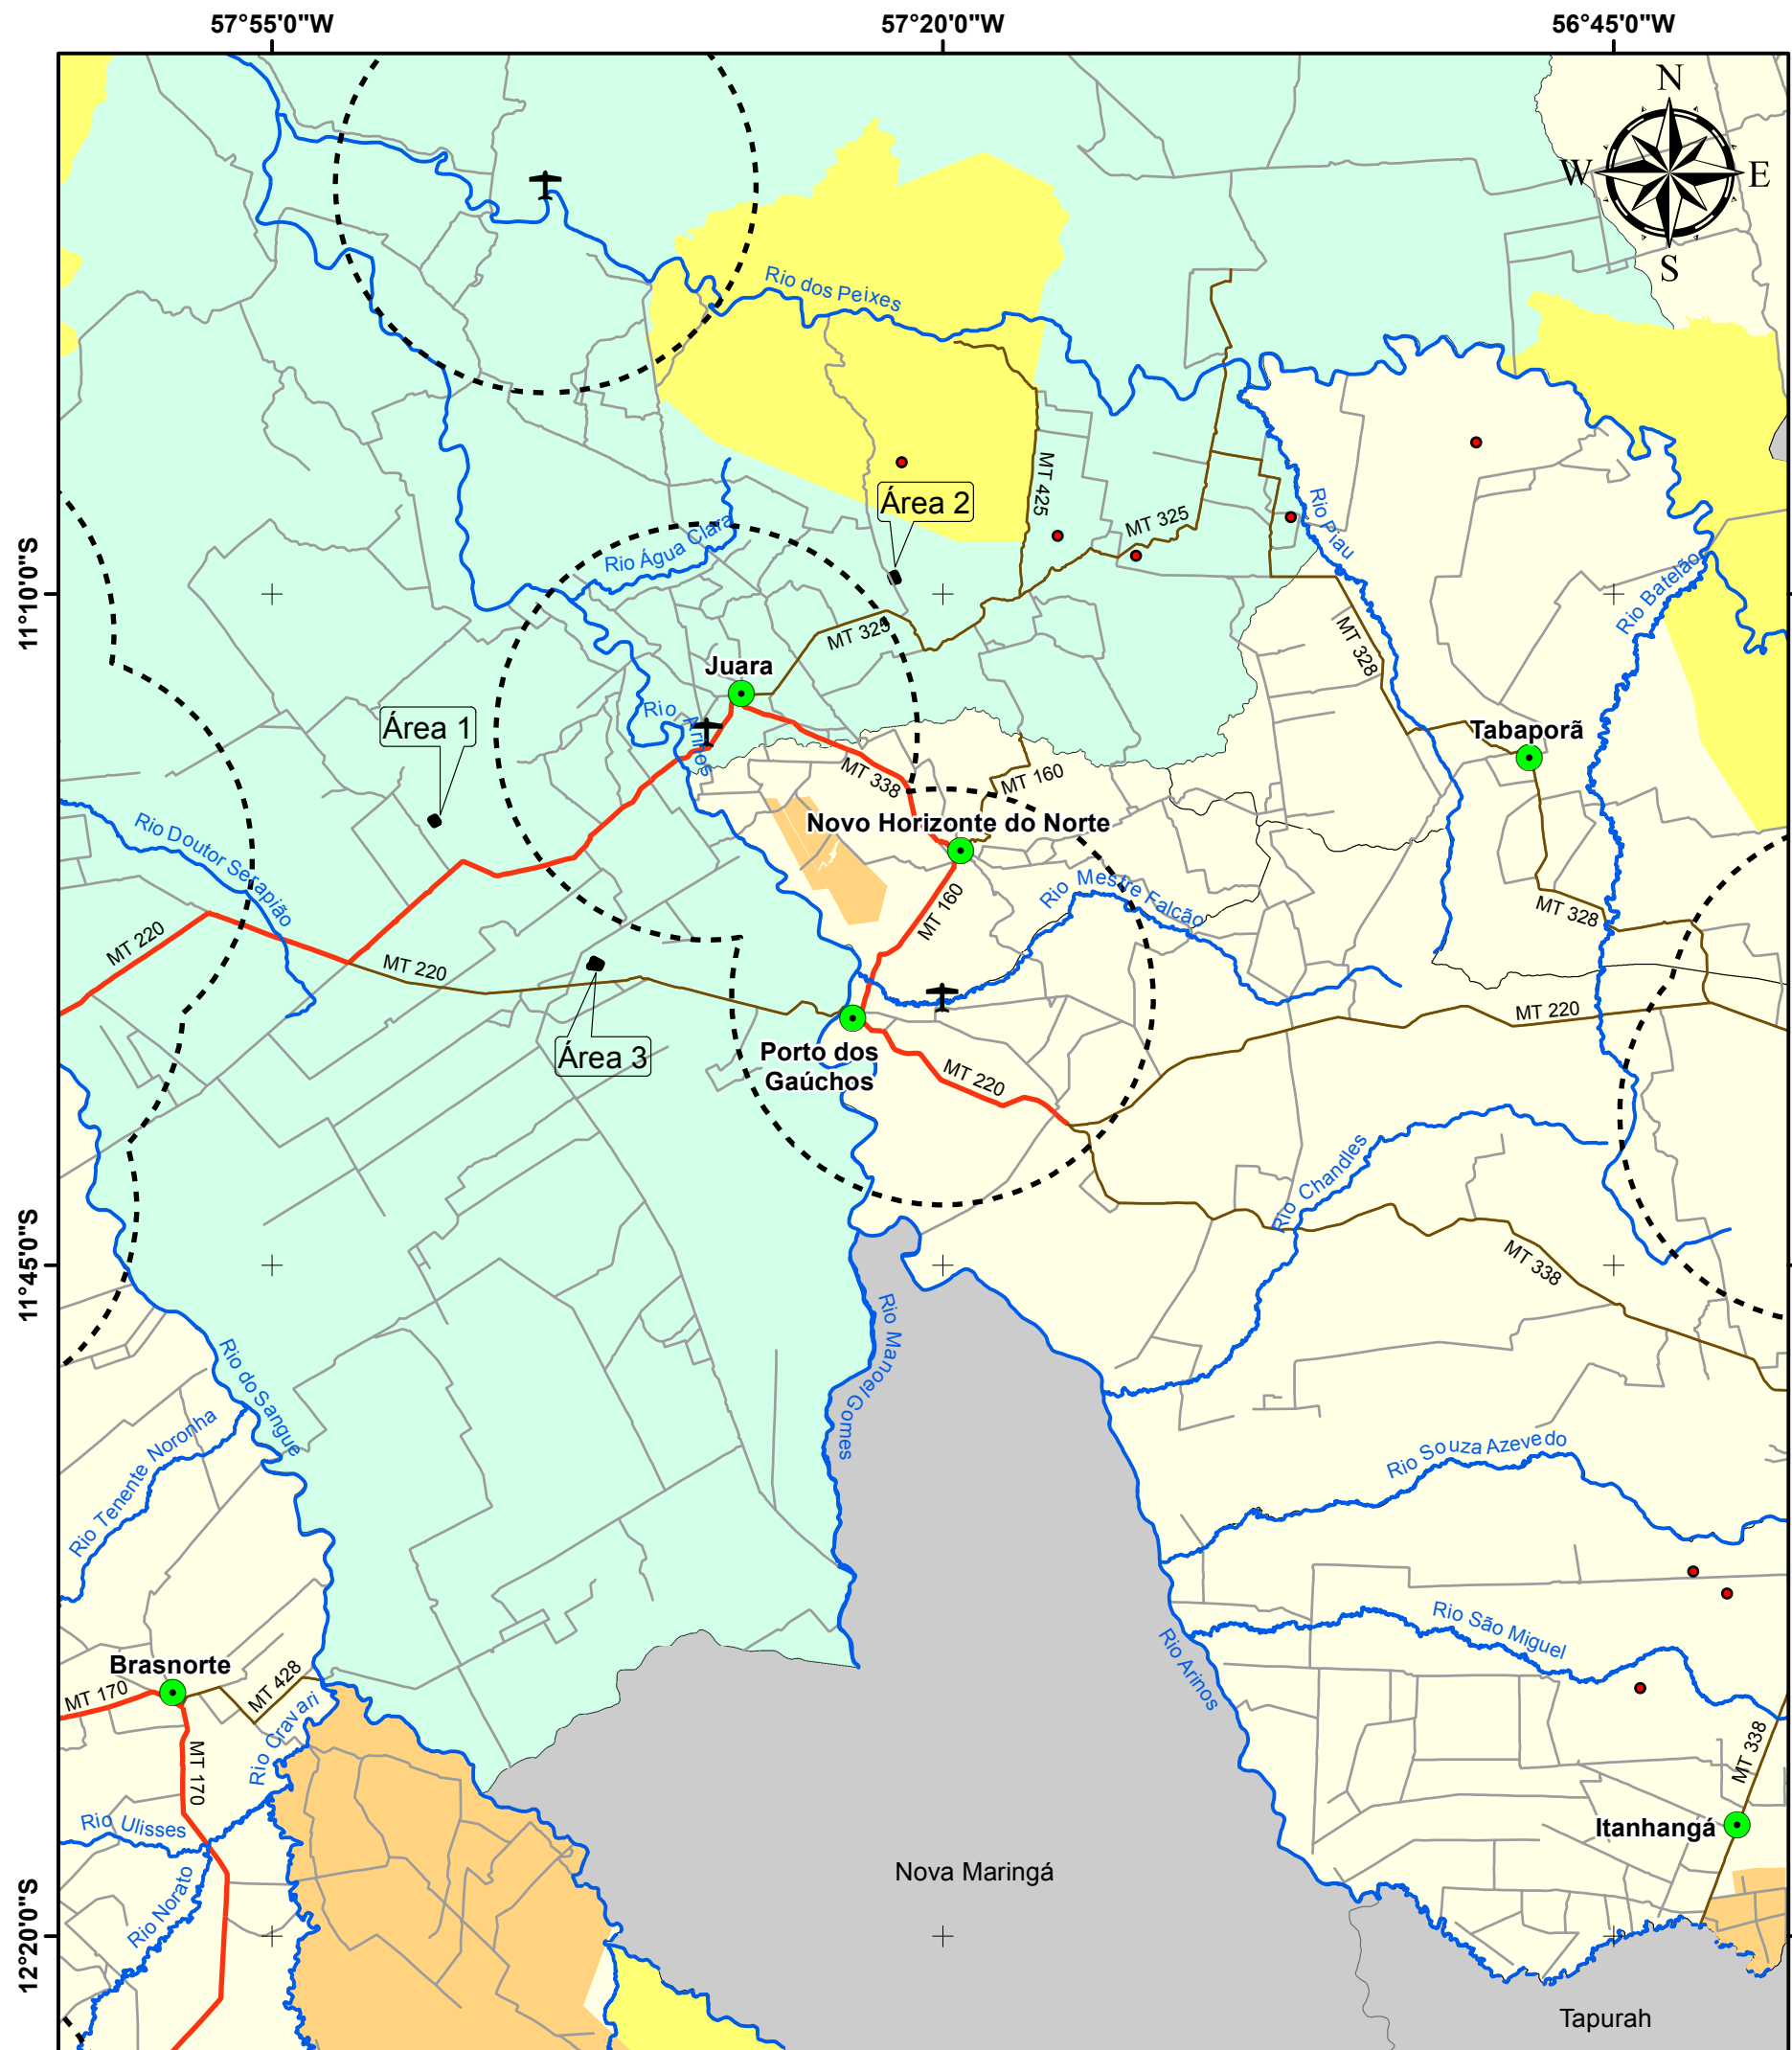 57°55'0"W
57°20'0"W
56°45'0"W
N
W
E
S
Rio dos Peixes
Área 2
MT 425
MT 325
Rio Piau
Rio Água Clara
11°10'0"S
Rio Batelão
MT 325
MT 328
Juara
Rio Arinos
Área 1
Tabaporã
MT 338
MT 160
Novo Horizonte do Norte
Rio Doutor Serapião
Rio Mestre Falcão
MT 160
MT 328
MT 220
MT 220
MT 220
Área 3
Porto dos
Gaúchos
MT 220
Rio Chandles
11°45'0"S
MT 338
Rio Manoel Gomes
Rio do Sangue
Rio Tenente Noronha
Rio Souza Azevedo
Rio São Miguel
Rio Arinos
Brasnorte
MT 170
MT 428
Rio Cravari
MT 170
MT 338
Rio Ulisses
Itanhangá
Nova Maringá
Rio Norato
12°20'0"S
Tapurah